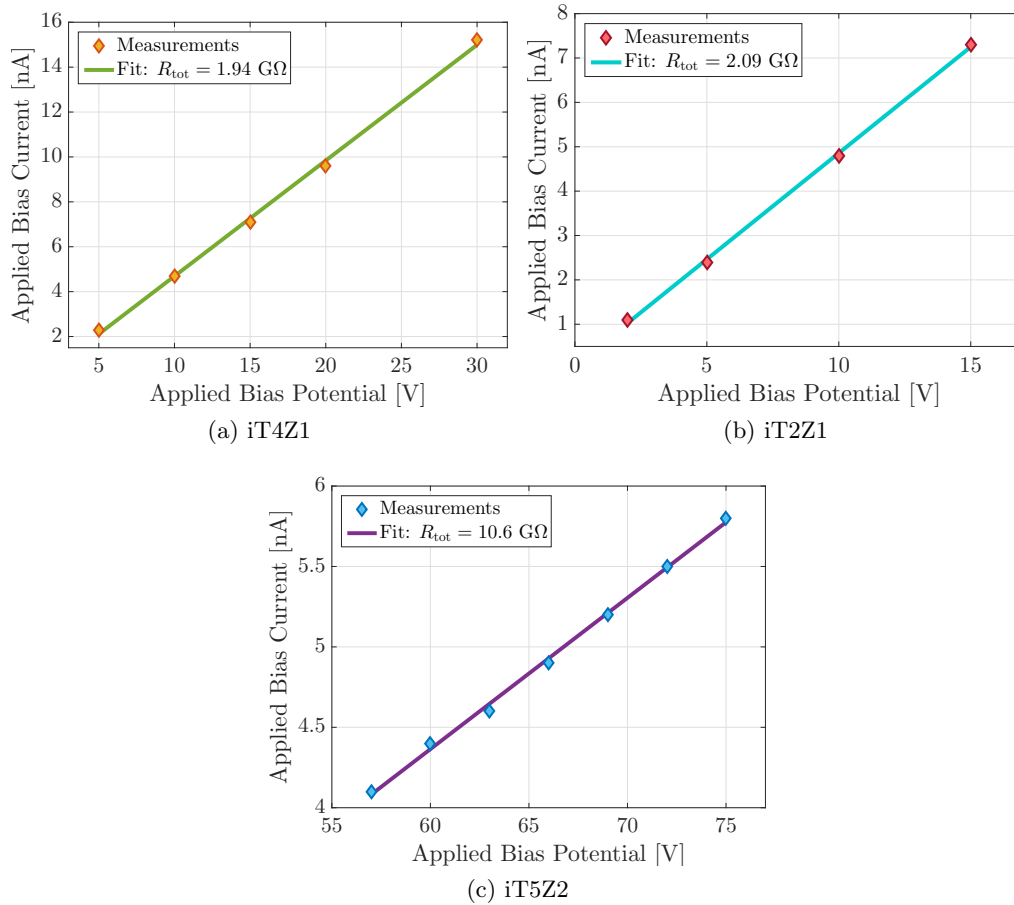 16
14
12
10
8
6
4
2
Applied Bias Current [nA]
Measurements
Fit: R_tot = 1.94 GΩ
5 10 15 20 25 30
Applied Bias Potential [V]
(a) iT4Z1
8
7
6
5
4
3
2
1
Applied Bias Current [nA]
Measurements
Fit: R_tot = 2.09 GΩ
0 5 10 15
Applied Bias Potential [V]
(b) iT2Z1
6
5.5
5
4.5
4
Applied Bias Current [nA]
Measurements
Fit: R_tot = 10.6 GΩ
55 60 65 70 75
Applied Bias Potential [V]
(c) iT5Z2